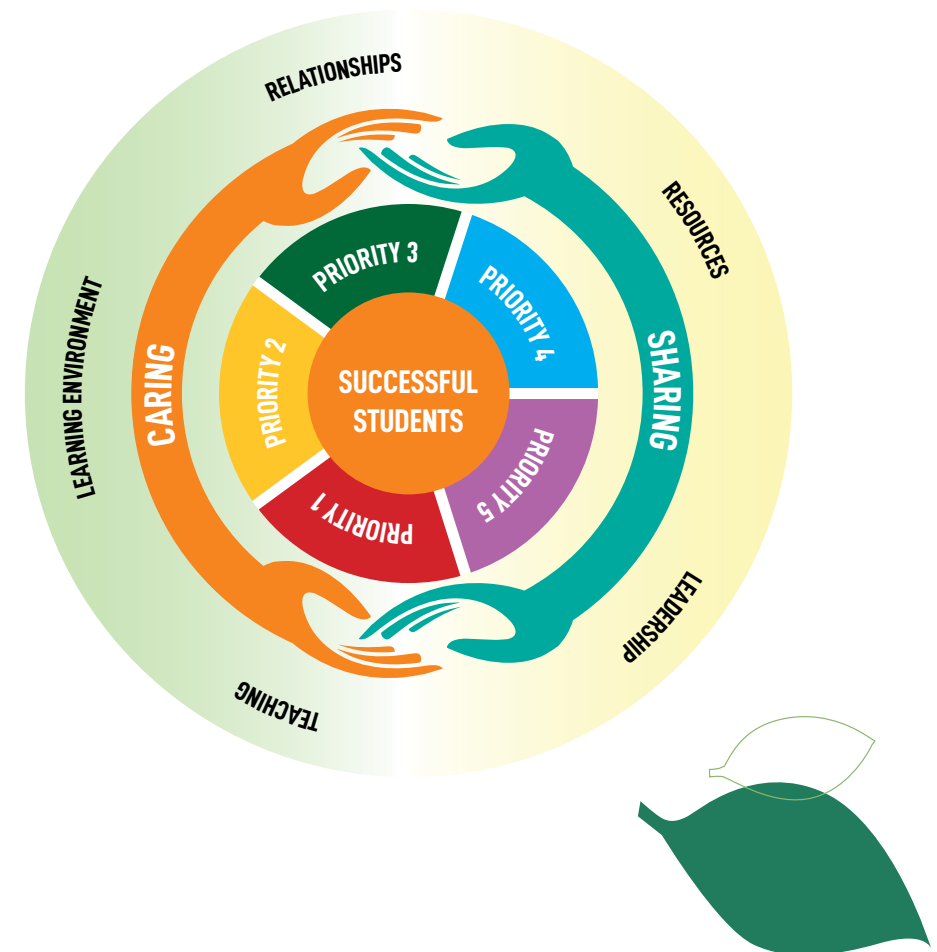 RELATIONSHIPS
RESOURCES
LEARNING ENVIRONMENT
CARING
SHARING
PRIORITY 3
PRIORITY 4
PRIORITY 2
SUCCESSFUL
STUDENTS
PRIORITY 1
PRIORITY 5
LEADERSHIP
TEACHING